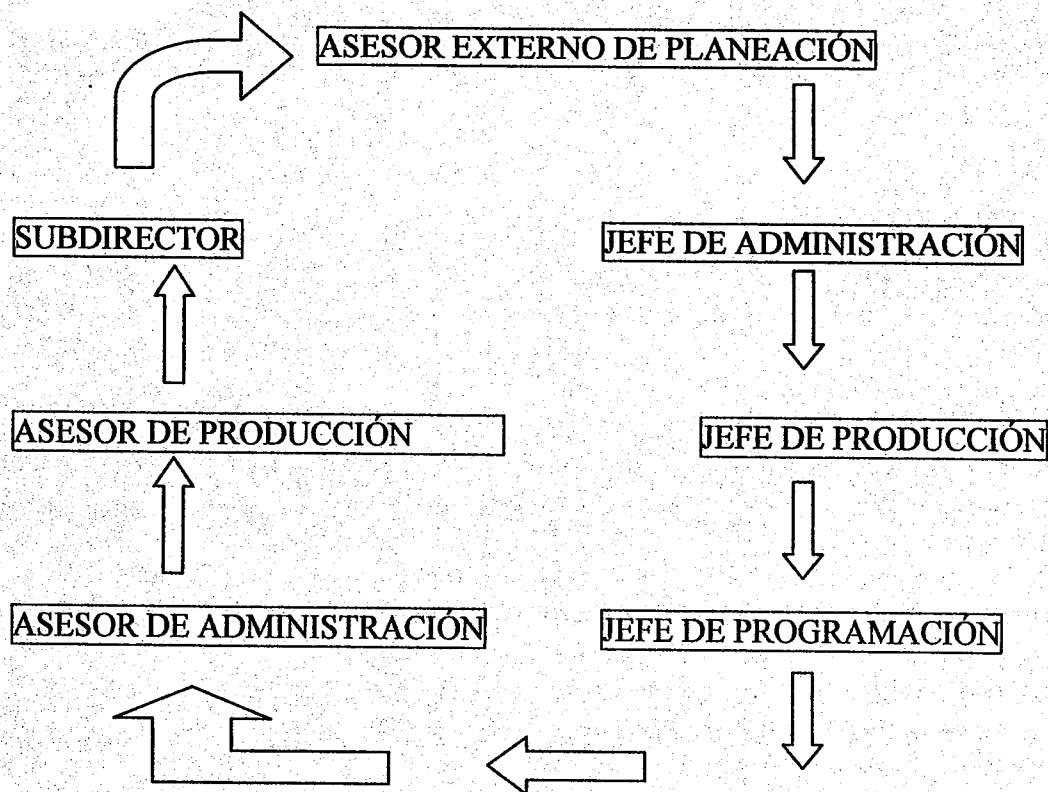 ASESOR EXTERNO DE PLANEACIÓN
SUBDIRECTOR
JEFE DE ADMINISTRACIÓN
ASESOR DE PRODUCCIÓN
JEFE DE PRODUCCIÓN
ASESOR DE ADMINISTRACIÓN
JEFE DE PROGRAMACIÓN